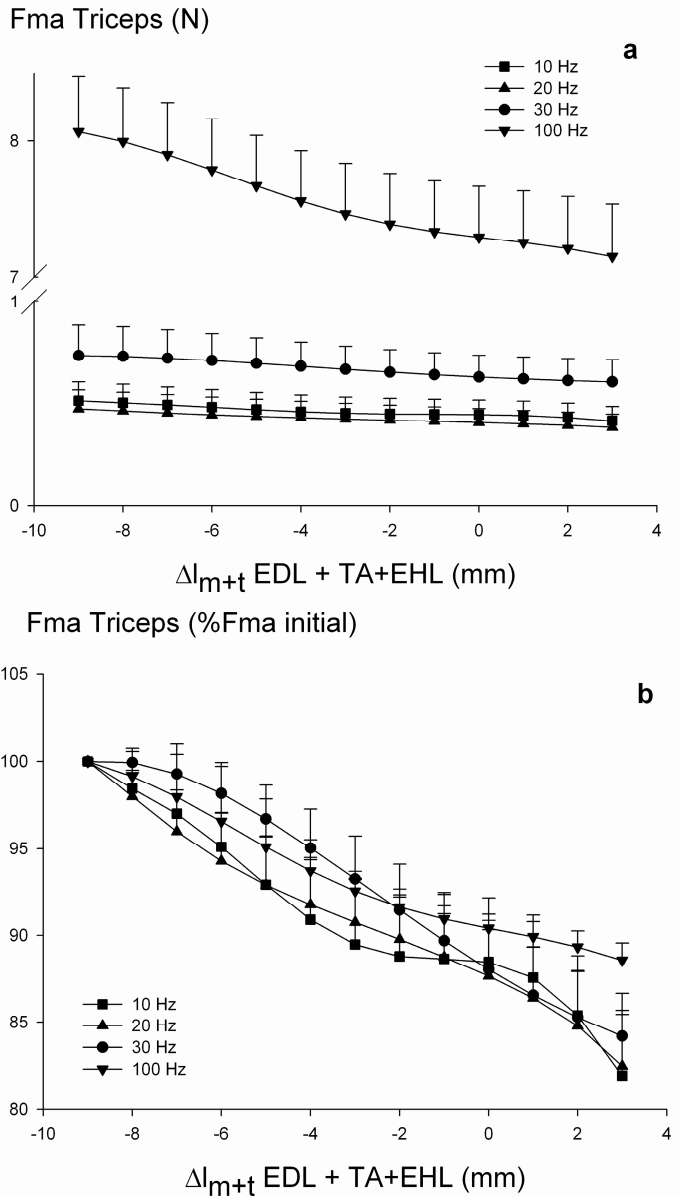 Fma Triceps (N)
a
10 Hz
20 Hz
30 Hz
100 Hz
8
7
1
0
-10 -8 -6 -4 -2 0 2 4
Δlm+t EDL + TA+EHL (mm)
Fma Triceps (%Fma initial)
b
105
100
95
90
85
80
10 Hz
20 Hz
30 Hz
100 Hz
-10 -8 -6 -4 -2 0 2 4
Δlm+t EDL + TA+EHL (mm)